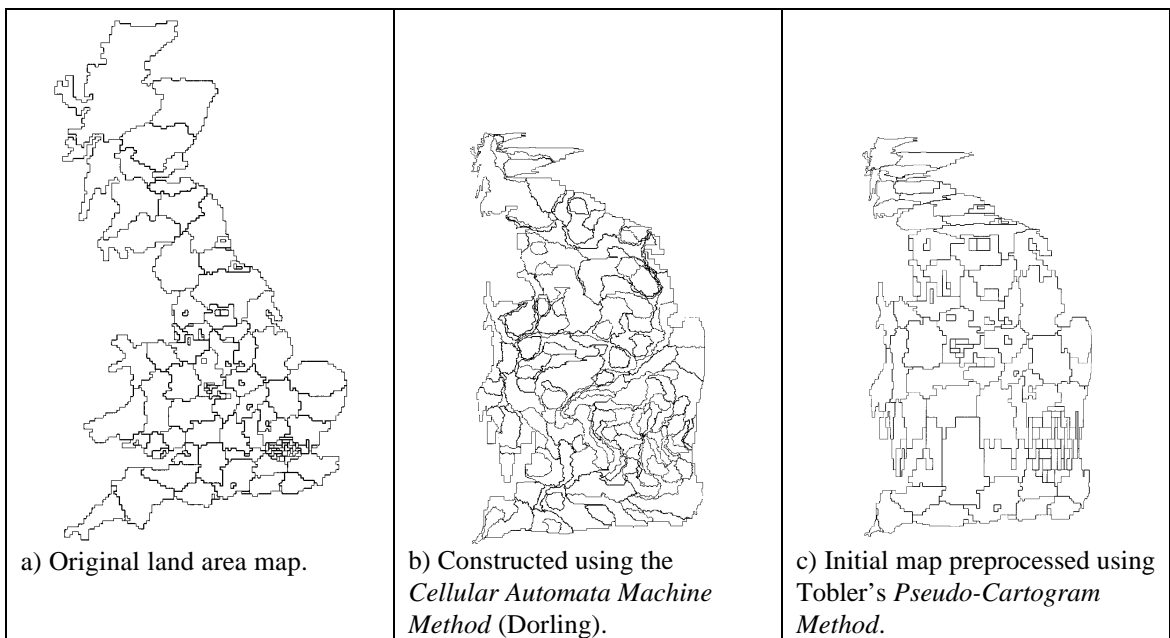 a) Original land area map.
b) Constructed using the
Cellular Automata Machine
Method (Dorling).
c) Initial map preprocessed using
Tobler's Pseudo-Cartogram
Method.